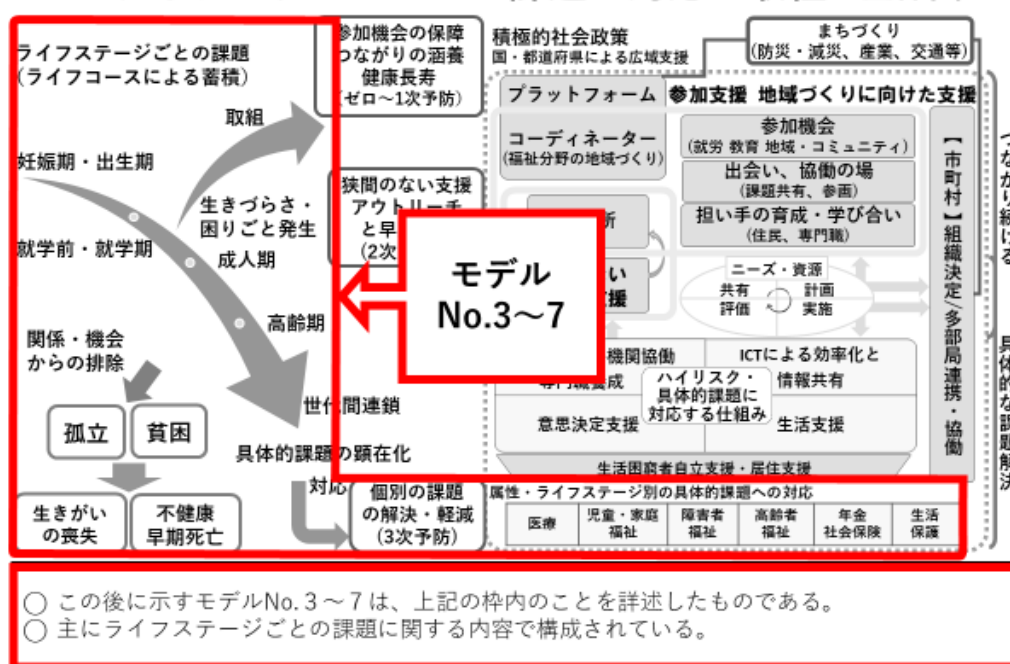 ライフステージごとの課題
(ライフコースによる蓄積)
取組
妊娠期・出生期
生きづらさ・
困りごと発生
就学前・就学期
成人期
高齢期
関係・機会
からの排除
孤立
貧困
世代間連鎖
具体的課題の顕在化
対応
生きがい
の喪失
不健康
早期死亡
参加機会の保障
つながりの涵養
健康長寿
(ゼロ〜1次予防)
狭間のない支援
アウトリーチ
と早
(2次
個別の課題
の解決・軽減
(3次予防)
モデル
No.3〜7
積極的社会政策
国・都道府県による広域支援
まちづくり
(防災・減災、産業、交通等)
プラットフォーム
参加支援 地域づくりに向けた支援
コーディネーター
(福祉分野の地域づくり)
参加機会
(就労 教育 地域・コミュニティ)
出会い、協働の場
(課題共有、参画)
担い手の育成・学び合い
(住民、専門職)
所
い
援
ニーズ・資源
共有 計画
評価 実施
機関協働
ICTによる効率化と
情報共有
ハイリスク・
具体的課題に
対応する仕組み
意思決定支援
生活支援
生活困窮者自立支援・居住支援
【市町村】組織決定/多部局連携・協働
つながり続ける
具体的な課題解決
属性・ライフステージ別の具体的課題への対応
医療
児童・家庭
福祉
障害者
福祉
高齢者
福祉
年金
社会保険
生活
保護
○ この後に示すモデルNo.3〜7は、上記の枠内のことを詳述したものである。
○ 主にライフステージごとの課題に関する内容で構成されている。